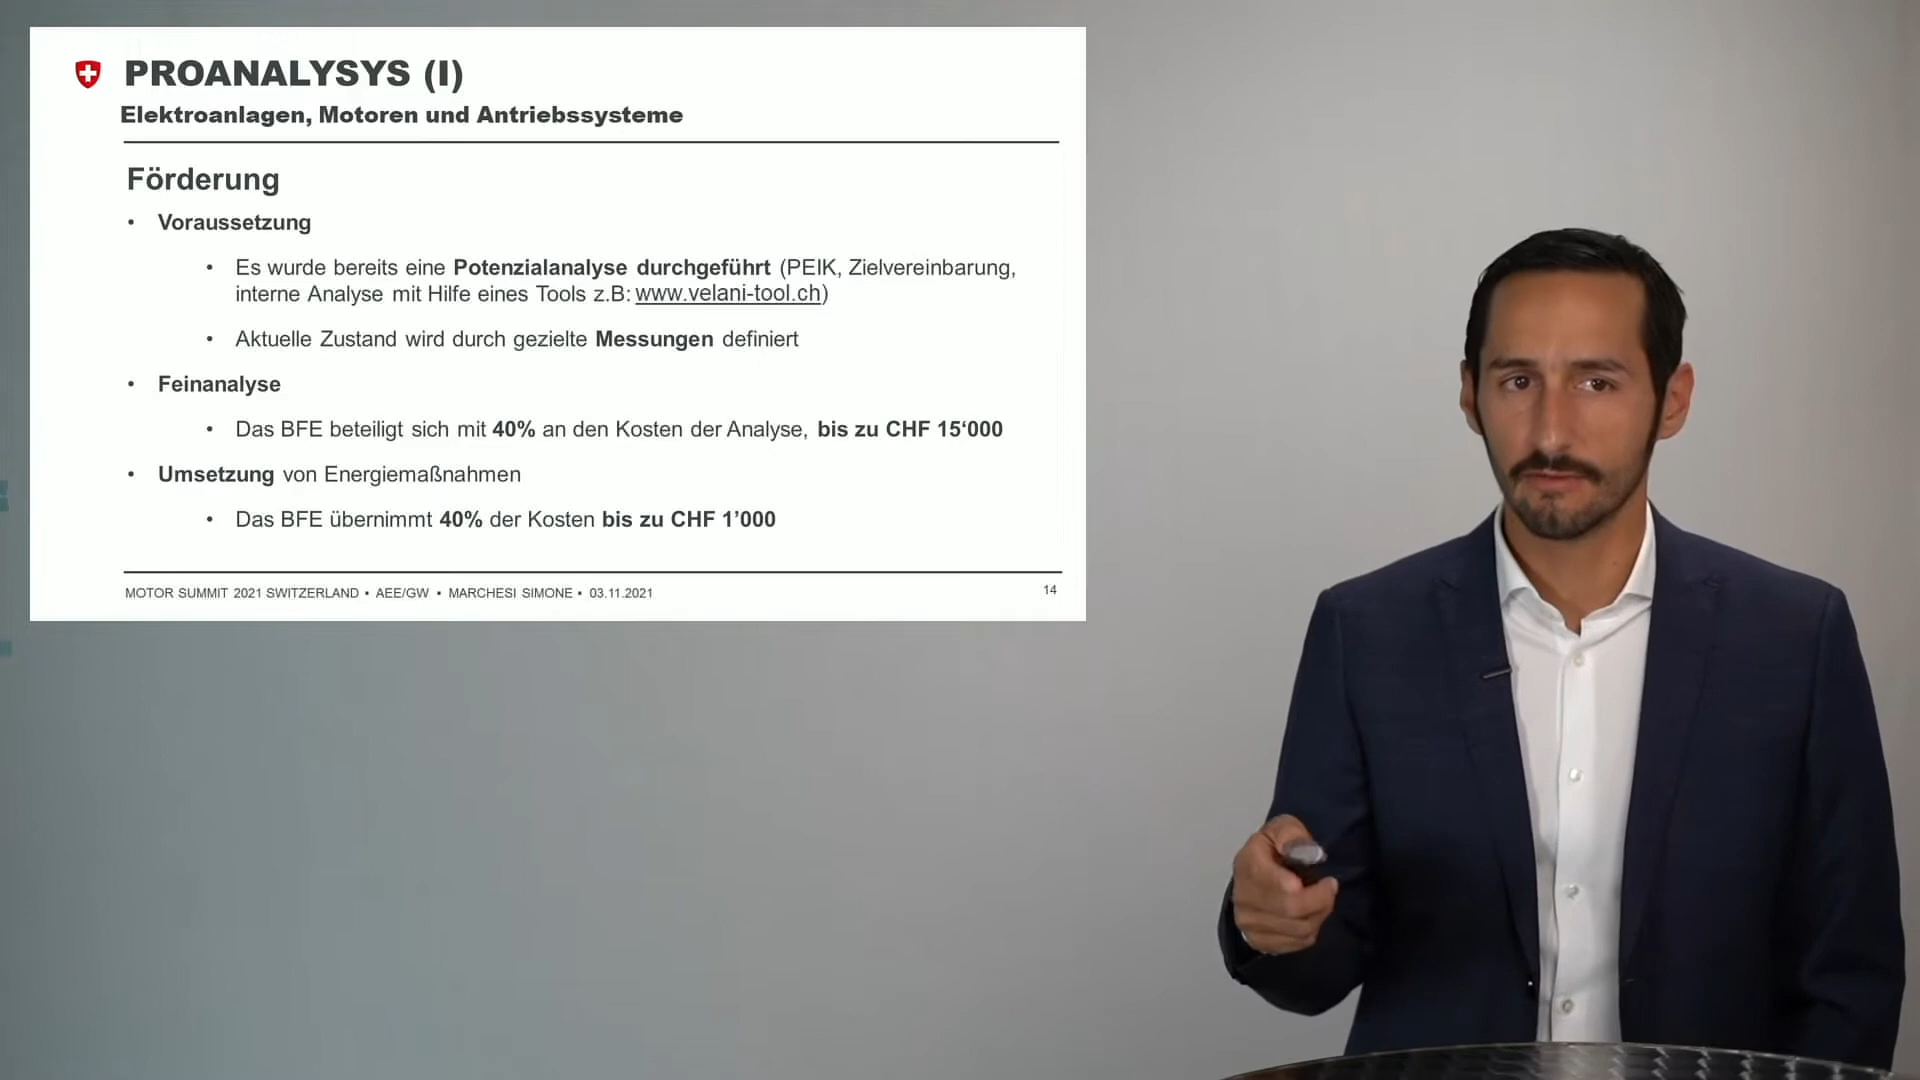 PROANALYSYS (I)
Elektroanlagen, Motoren und Antriebssysteme
Förderung
• Voraussetzung
• Es wurde bereits eine Potenzialanalyse durchgeführt (PEIK, Zielvereinbarung,
interne Analyse mit Hilfe eines Tools z.B: www.velani-tool.ch)
• Aktuelle Zustand wird durch gezielte Messungen definiert
• Feinanalyse
• Das BFE beteiligt sich mit 40% an den Kosten der Analyse, bis zu CHF 15‘000
• Umsetzung von Energiemaßnahmen
• Das BFE übernimmt 40% der Kosten bis zu CHF 1’000
MOTOR SUMMIT 2021 SWITZERLAND • AEE/GW • MARCHESI SIMONE • 03.11.2021
14